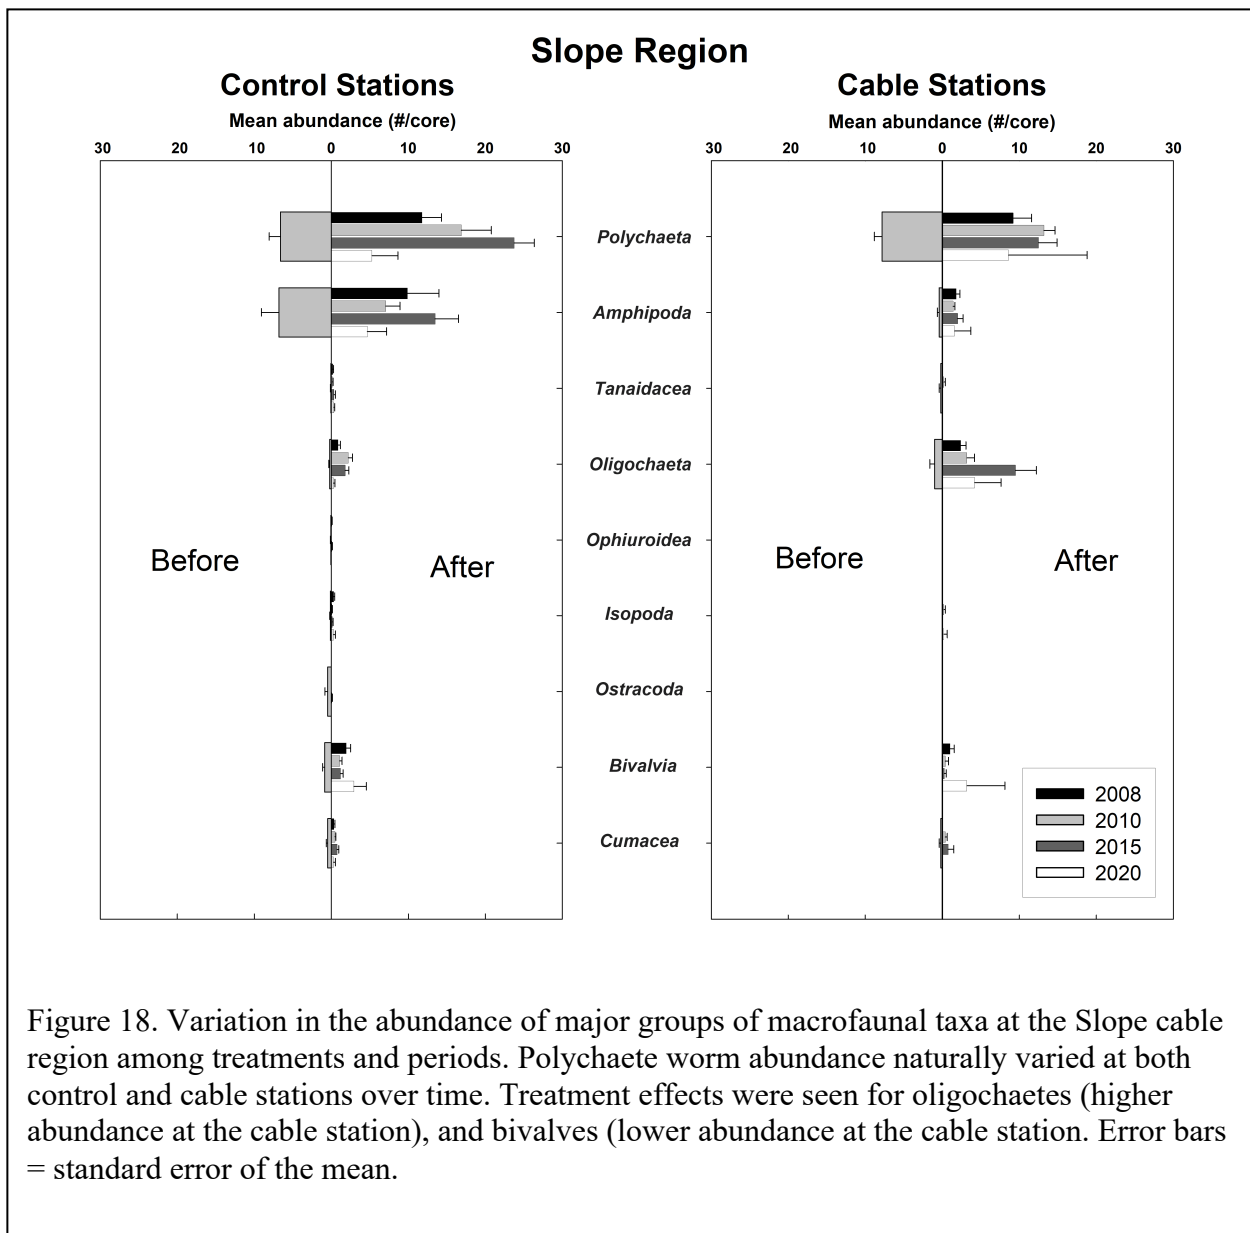 Slope Region
Control Stations
Mean abundance (#/core)
30 20 10 0 10 20 30
Cable Stations
Mean abundance (#/core)
30 20 10 0 10 20 30
Polychaeta
Amphipoda
Tanaidacea
Oligochaeta
Ophiuroidea
Isopoda
Ostracoda
Bivalvia
Cumacea
Before
After
Before
After
2008
2010
2015
2020
Figure 18. Variation in the abundance of major groups of macrofaunal taxa at the Slope cable
region among treatments and periods. Polychaete worm abundance naturally varied at both
control and cable stations over time. Treatment effects were seen for oligochaetes (higher
abundance at the cable station), and bivalves (lower abundance at the cable station. Error bars
= standard error of the mean.